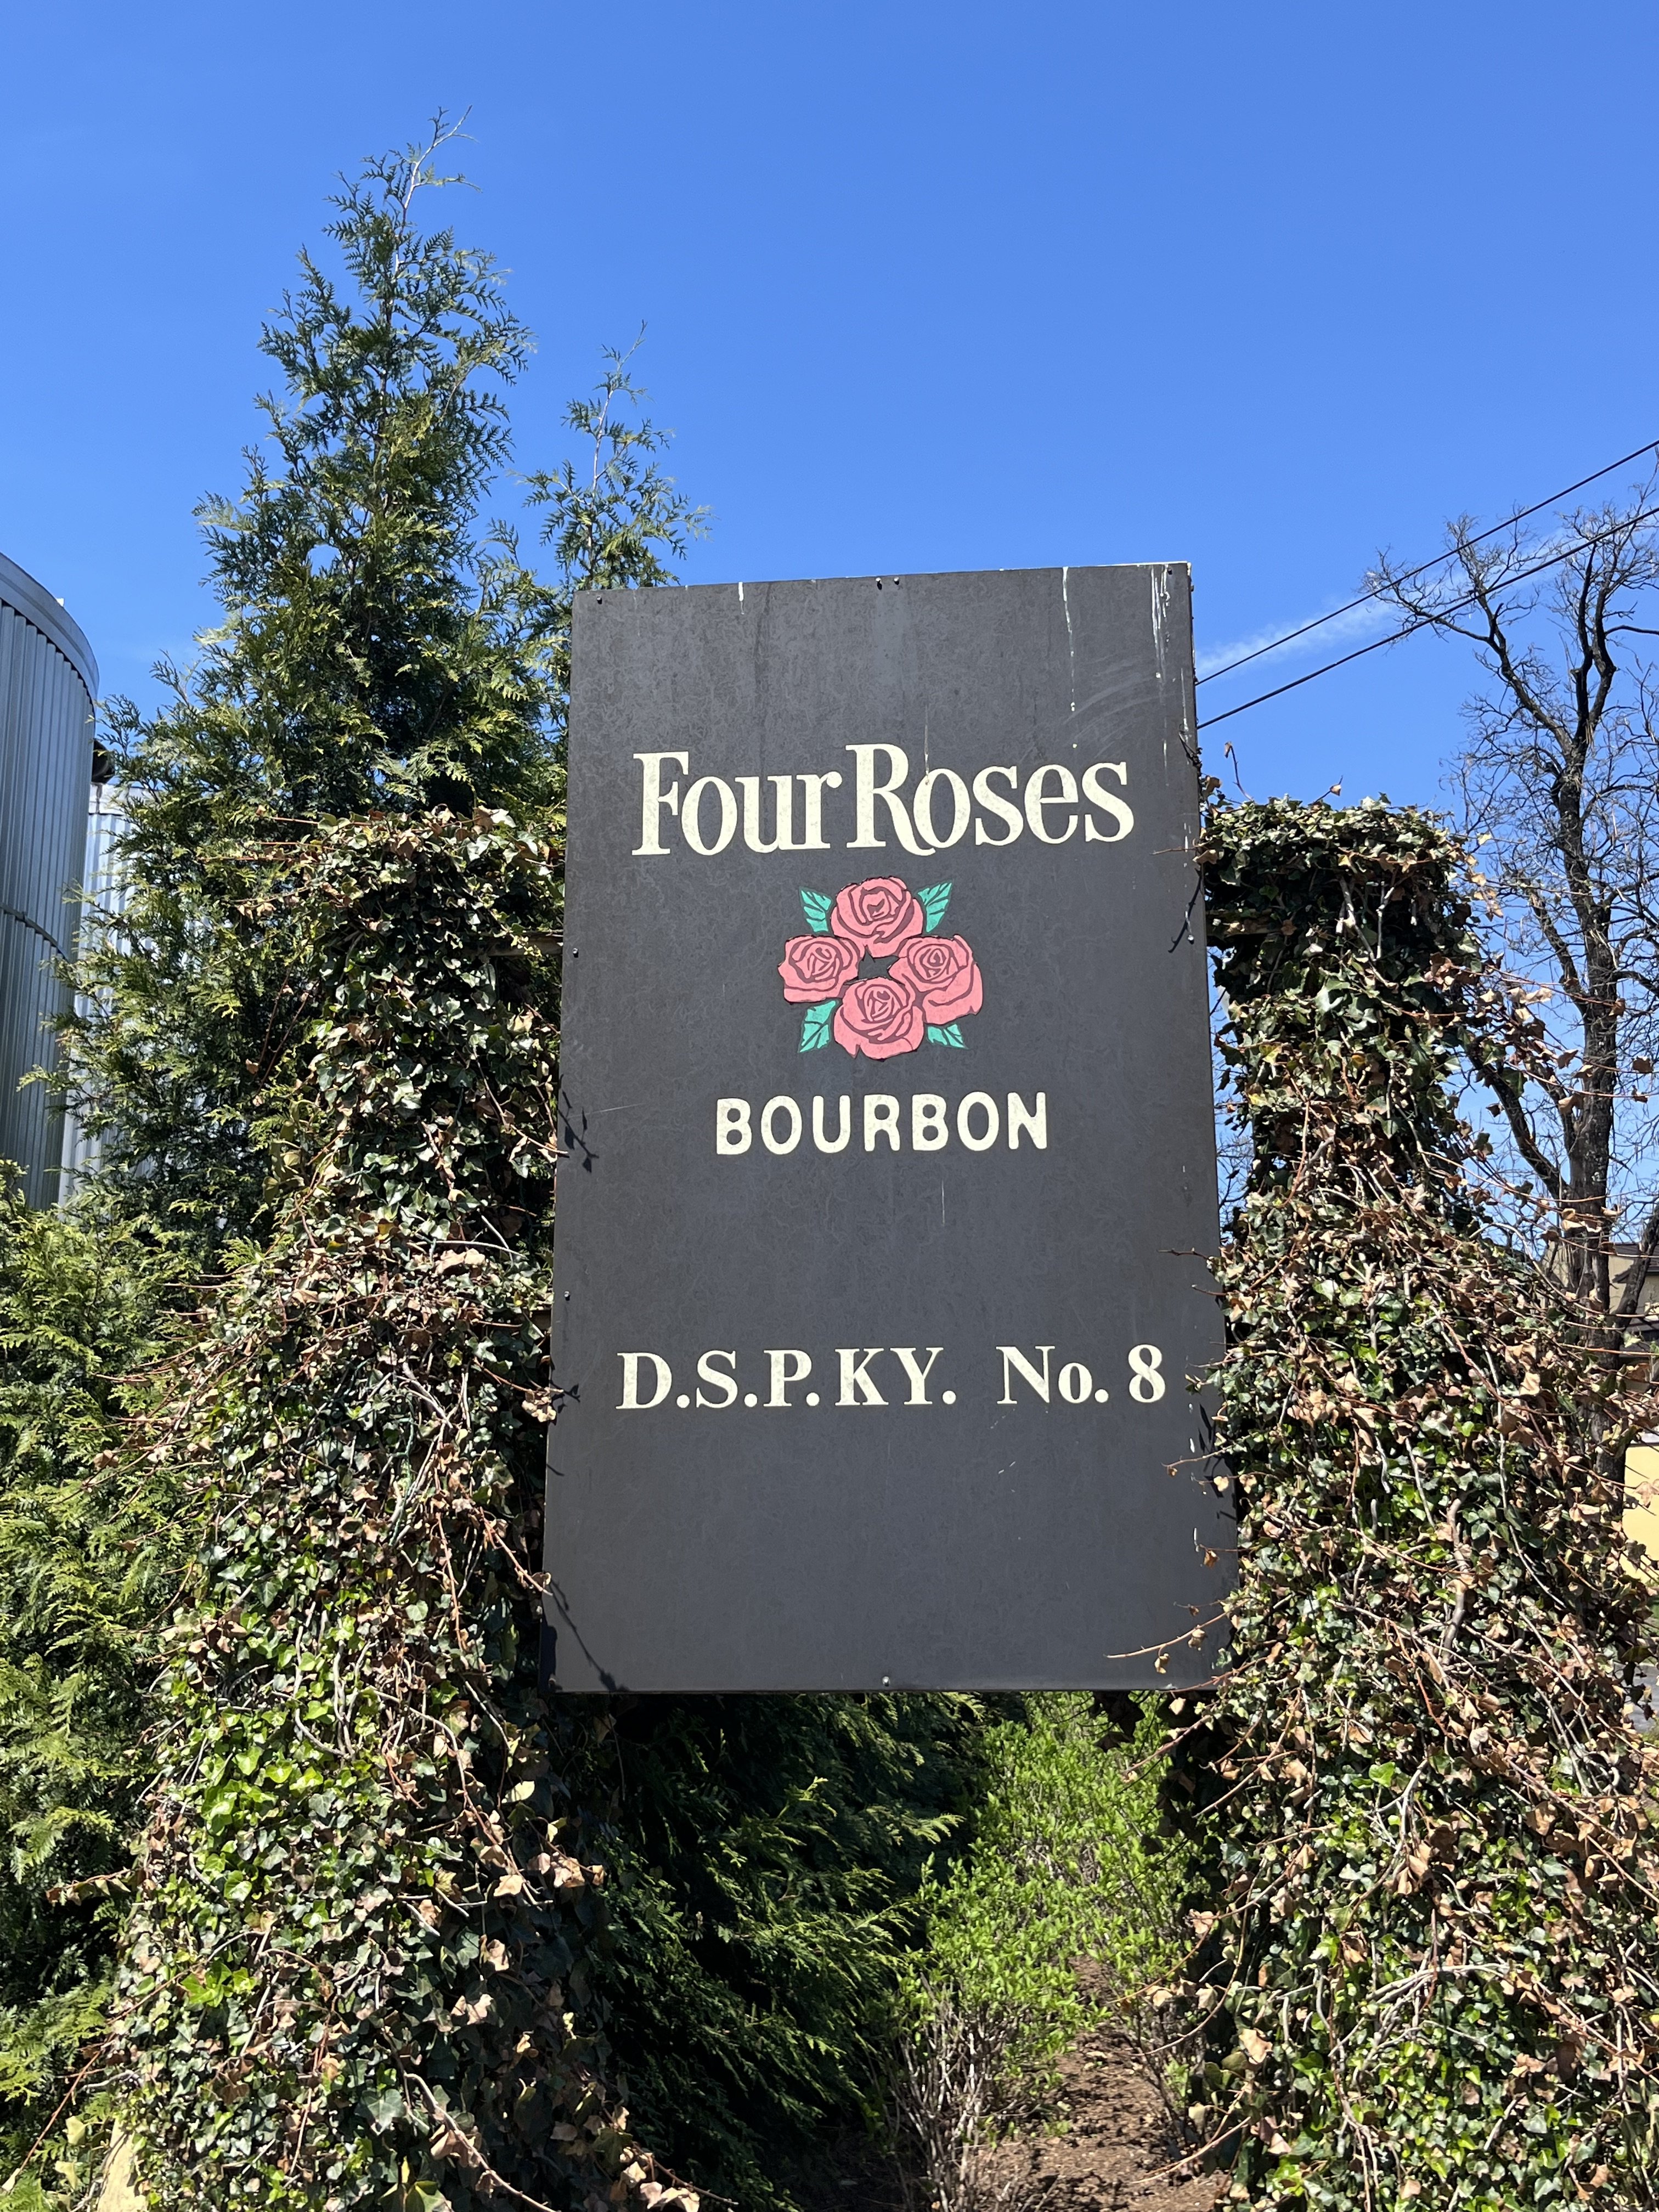 Four Roses
BOURBON
D.S.P. KY. No. 8